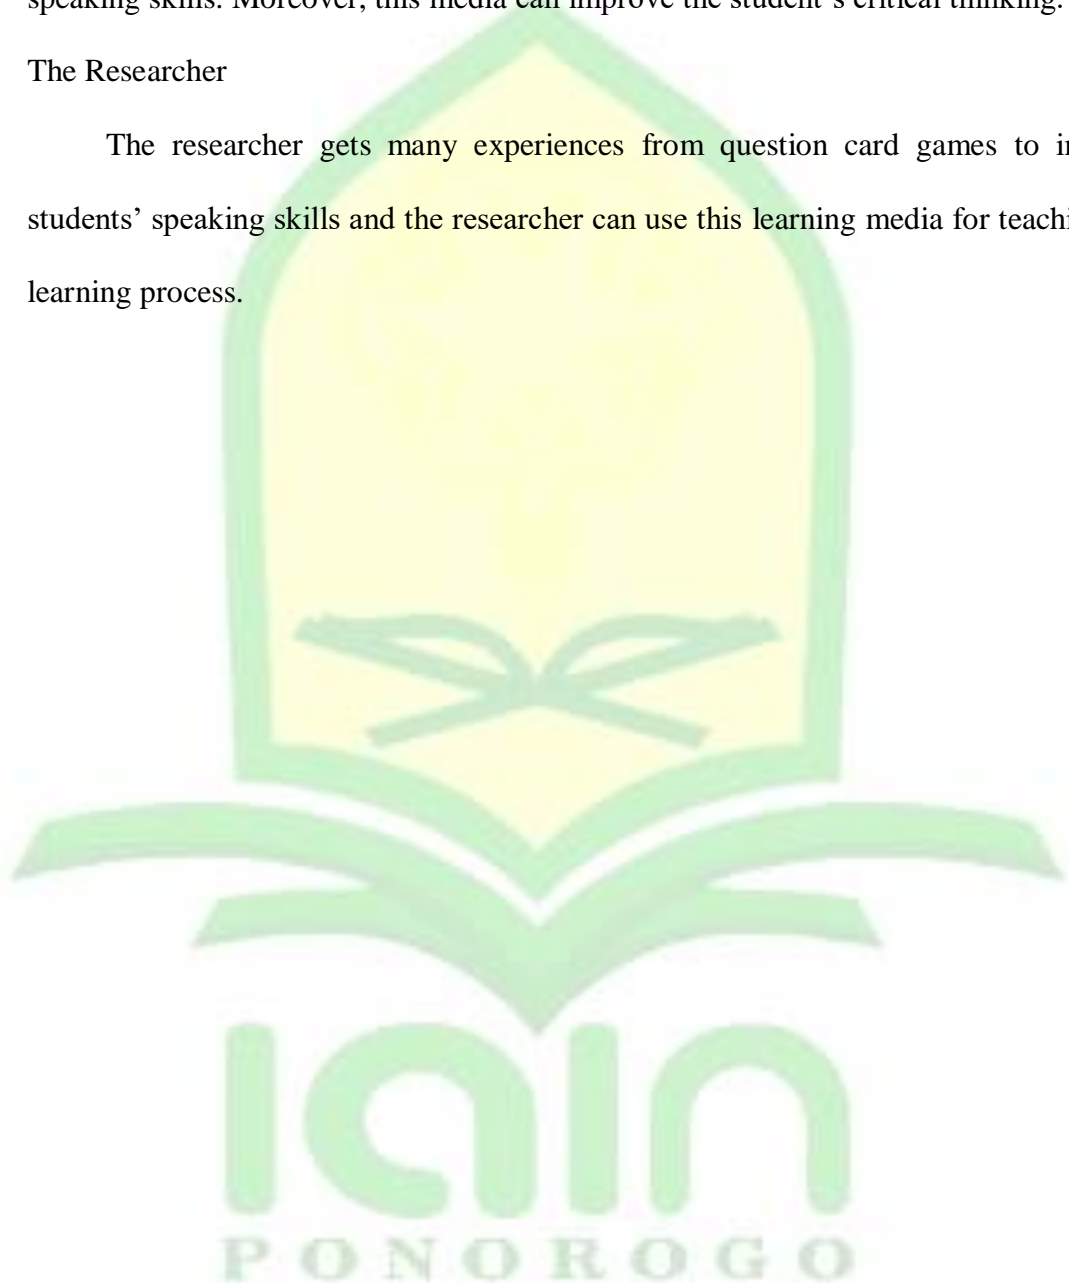 speaking skills. Moreover, this media can improve the student's critical thinking.
The Researcher
The researcher gets many experiences from question card games to
students' speaking skills and the researcher can use this learning media for
learning process.
iain
PONOROGO